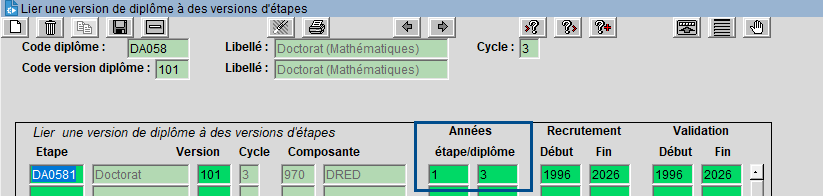 Lier une version de diplôme à des versions d'étapes
Code diplôme : DA058 Libellé : Doctorat (Mathématiques) Cycle : 3
Code version diplôme : 101 Libellé : Doctorat (Mathématiques)
Lier une version de diplôme à des versions d'étapes Années Recrutement Validation
Etape Version Cycle Composante étape/diplôme Début Fin Début Fin
DA0581 Doctorat 101 3 970 DRED 1 3 1996 2026 1996 2026